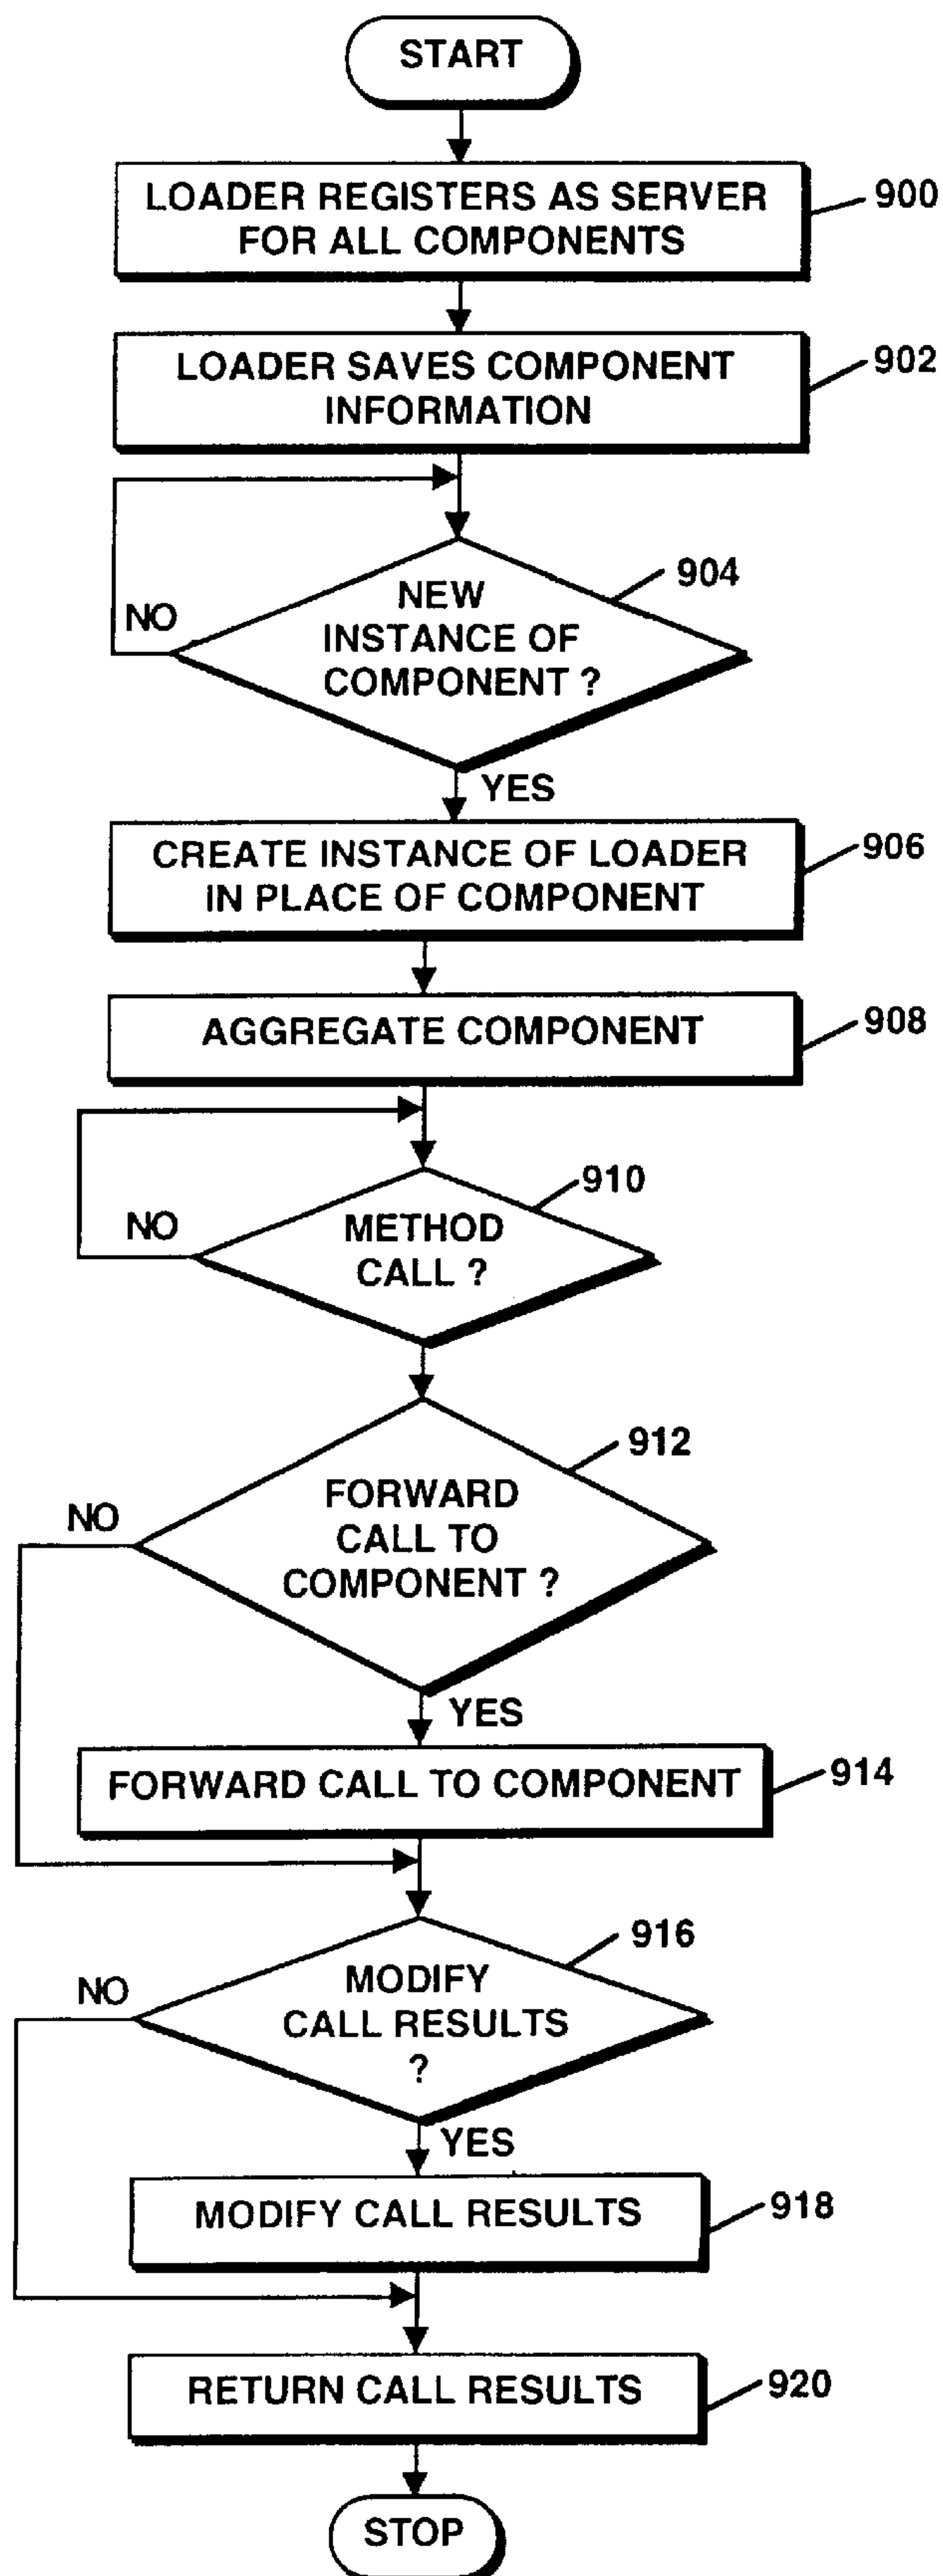 START
LOADER REGISTERS AS SERVER
FOR ALL COMPONENTS
900
LOADER SAVES COMPONENT
INFORMATION
902
NEW
INSTANCE OF
COMPONENT ?
904
NO
YES
CREATE INSTANCE OF LOADER
IN PLACE OF COMPONENT
906
AGGREGATE COMPONENT
908
METHOD
CALL ?
910
NO
FORWARD
CALL TO
COMPONENT ?
912
NO
YES
FORWARD CALL TO COMPONENT
914
MODIFY
CALL RESULTS
?
916
NO
YES
MODIFY CALL RESULTS
918
RETURN CALL RESULTS
920
STOP